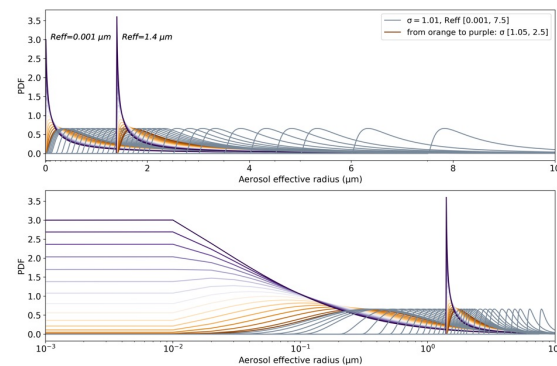 3.5
3.0
2.5
2.0
1.5
1.0
0.5
0.0
PDF
Reff=0.001 μm
Reff=1.4 μm
σ = 1.01, Reff [0.001, 7.5]
from orange to purple: σ [1.05, 2.5]
0 2 4 6 8 10
Aerosol effective radius (μm)
3.5
3.0
2.5
2.0
1.5
1.0
0.5
0.0
PDF
10⁻³ 10⁻² 10⁻¹ 10⁰ 10
Aerosol effective radius (μm)